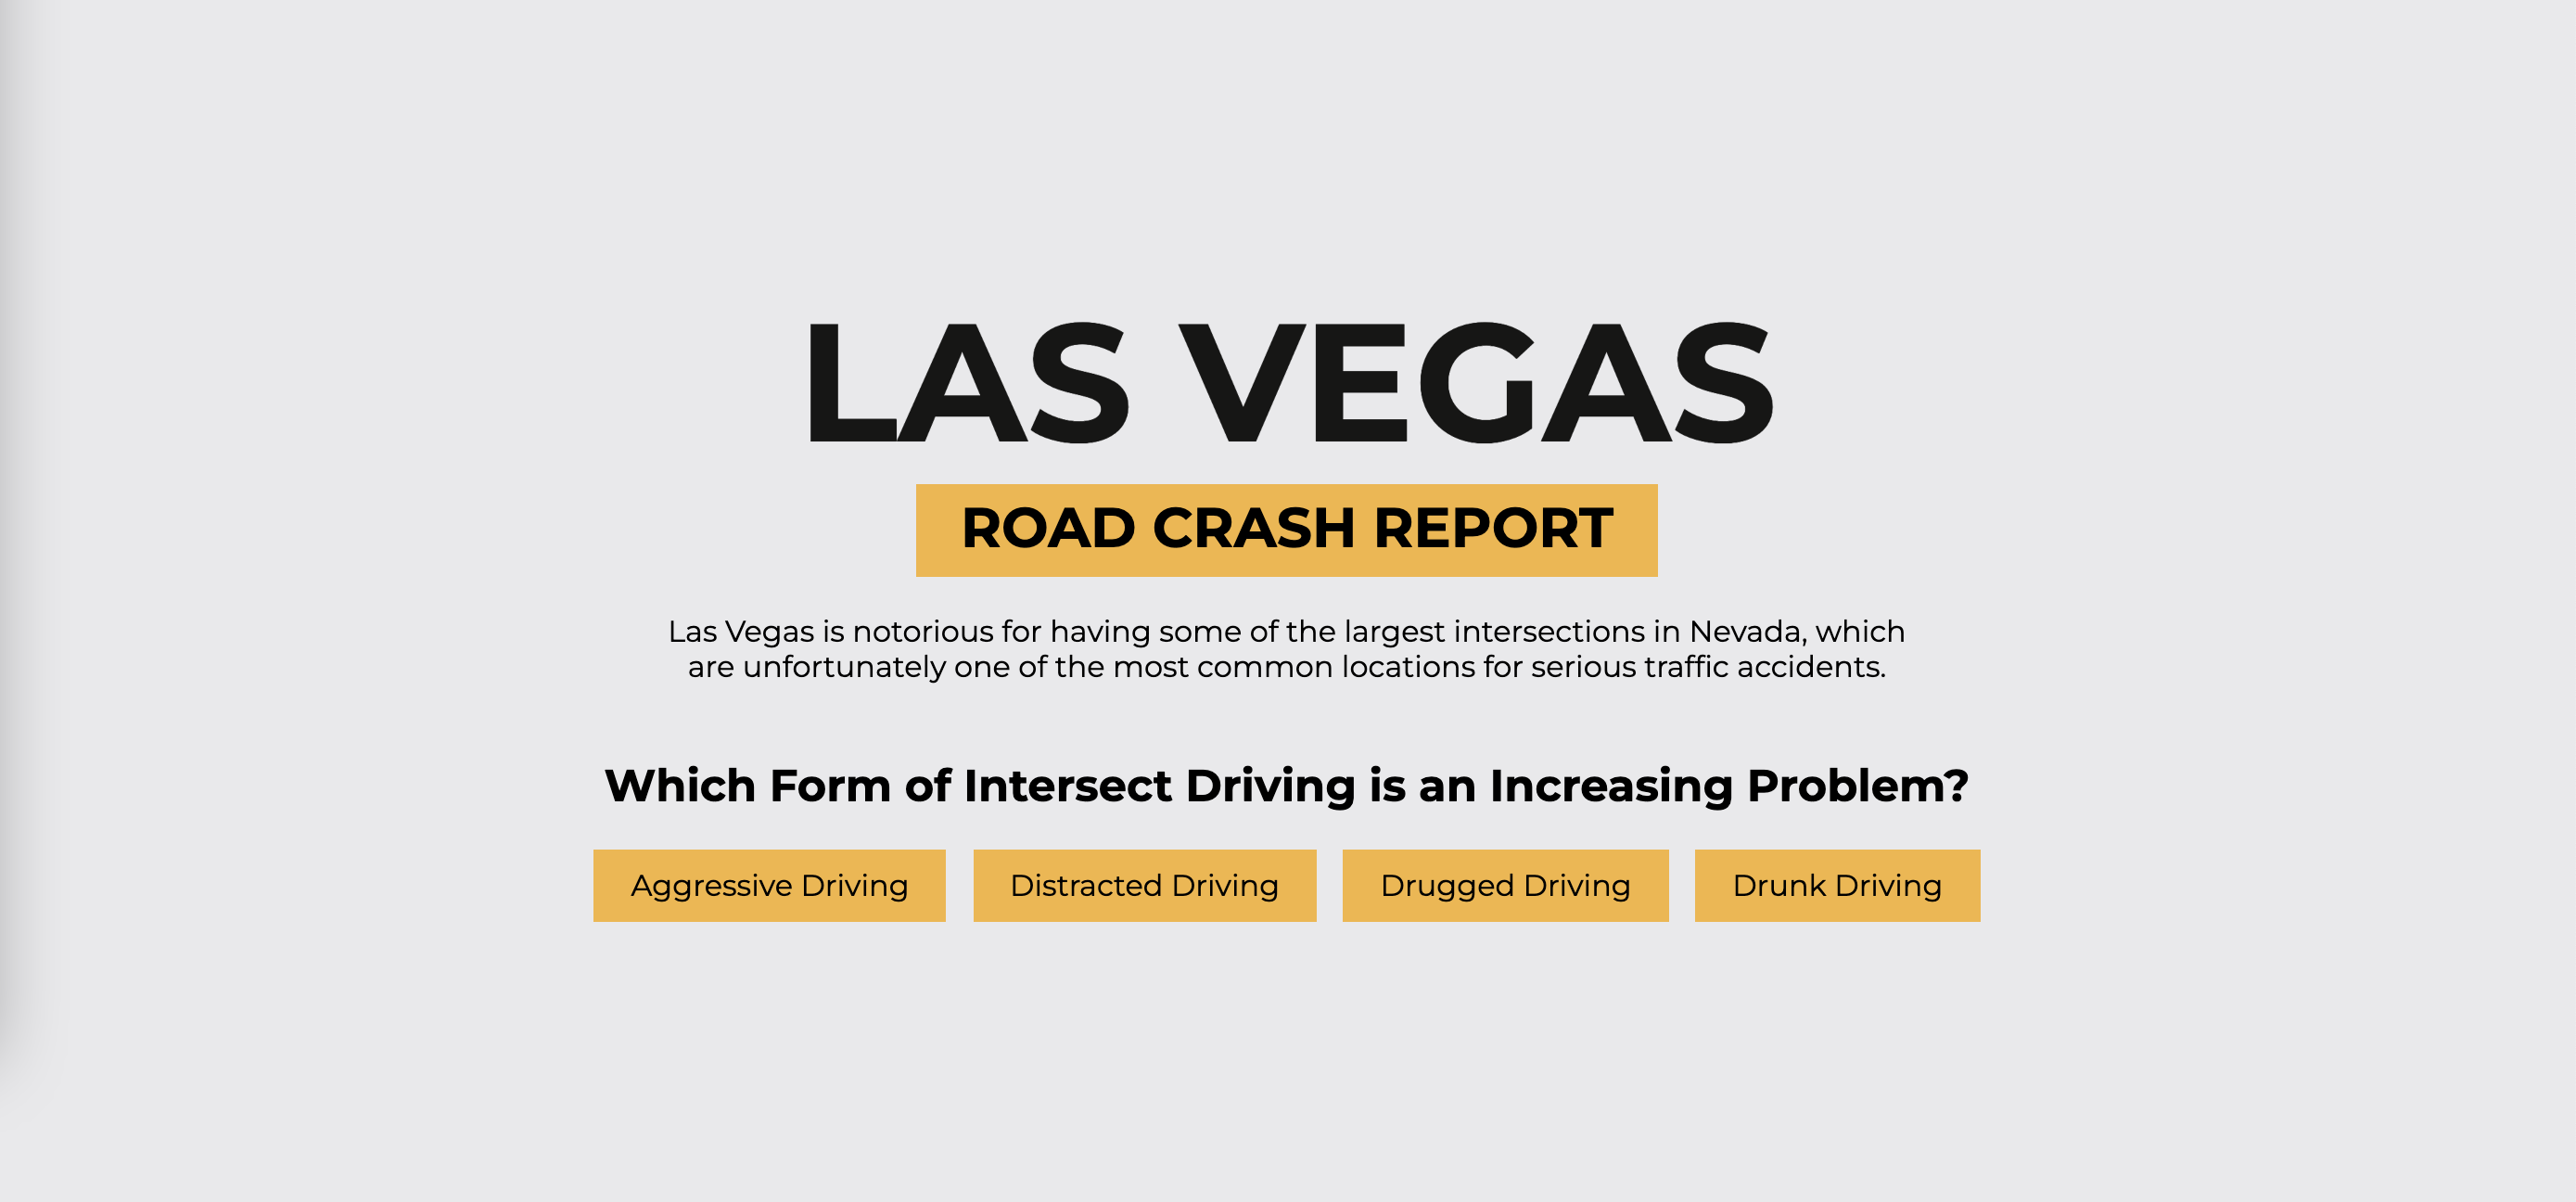 LAS VEGAS
ROAD CRASH REPORT
Las Vegas is notorious for having some of the largest intersections in Nevada, which
are unfortunately one of the most common locations for serious traffic accidents.
Which Form of Intersect Driving is an Increasing Problem?
Aggressive Driving
Distracted Driving
Drugged Driving
Drunk Driving